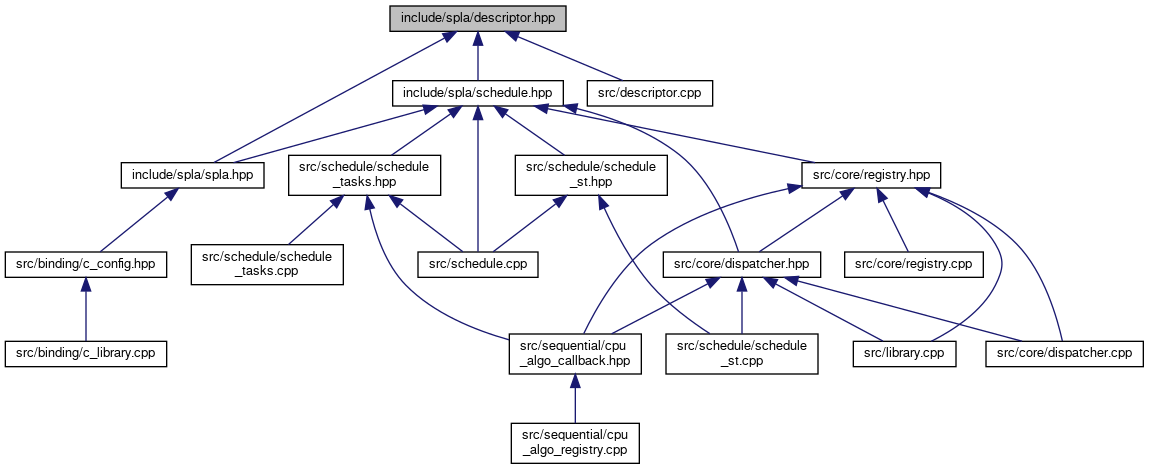 include/spla/descriptor.hpp
include/spla/schedule.hpp
src/descriptor.cpp
include/spla/spla.hpp
src/schedule/schedule
_tasks.hpp
src/schedule/schedule
_st.hpp
src/core/registry.hpp
src/binding/c_config.hpp
src/schedule/schedule
_tasks.cpp
src/schedule.cpp
src/core/dispatcher.hpp
src/core/registry.cpp
src/binding/c_library.cpp
src/sequential/cpu
_algo_callback.hpp
src/schedule/schedule
_st.cpp
src/library.cpp
src/core/dispatcher.cpp
src/sequential/cpu
_algo_registry.cpp